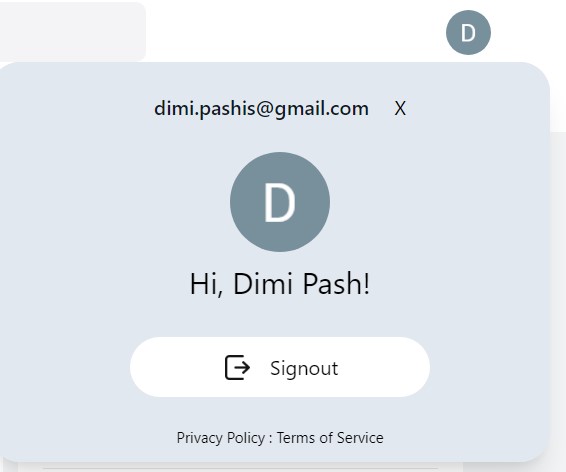 D
dimi.pashis@gmail.com X
D
Hi, Dimi Pash!
Signout
Privacy Policy : Terms of Service